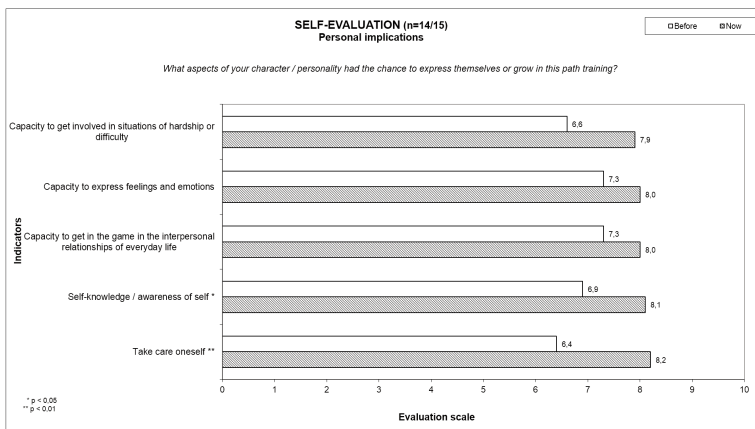 SELF-EVALUATION (n=14/15)
Personal implications
Before Now
What aspects of your character / personality had the chance to express themselves or grow in this path training?
Indicators
Capacity to get involved in situations of hardship or
difficulty
6,6
7,9
Capacity to express feelings and emotions
7,3
8,0
Capacity to get in the game in the interpersonal
relationships of everyday life
7,3
8,0
Self-knowledge / awareness of self *
6,9
8,1
Take care oneself **
6,4
8,2
0 1 2 3 4 5 6 7 8 9 10
Evaluation scale
* p < 0,05
** p < 0,01